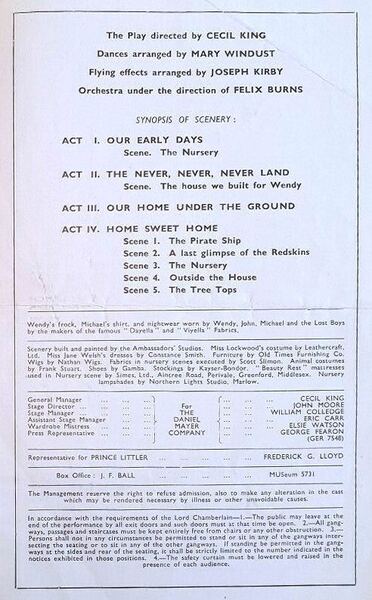 The Play directed by CECIL KING
Dances arranged by MARY WINDUST
Flying effects arranged by JOSEPH KIRBY
Orchestra under the direction of FELIX BURNS
SYNOPSIS OF SCENERY:
ACT I. OUR EARLY DAYS
Scene. The Nursery
ACT II. THE NEVER, NEVER, NEVER LAND
Scene. The house we built for Wendy
ACT III. OUR HOME UNDER THE GROUND
ACT IV. HOME SWEET HOME
Scene 1. The Pirate Ship
Scene 2. A last glimpse of the Redskins
Scene 3. The Nursery
Scene 4. Outside the House
Scene 5. The Tree Tops
Wendy's frock, Michael's shirt, and nightwear worn by Wendy, John, Michael and the Lost Boys
by the makers of the famous "Dayella" and "Viyella" Fabrics.
Scenery built and painted by the Ambassadors' Studios. Miss Lockwood's costume by Leathercraft,
Ltd. Miss Jane Welsh's dresses by Constance Smith. Furniture by Old Times Furnishing Co.
Wigs by Nathan Wigs. Fabrics in nursery scenes executed by Scott Slimon. Animal costumes
by Frank Stuart. Shoes by Gamba. Stockings by Kayser-Bondor. "Beauty Rest" mattresses
used in Nursery scene by Simex, Ltd., Aintree Road, Perivale, Greenford, Middlesex. Nursery
lampshades by Northern Lights Studio, Marlow.
General Manager ... ... ... CECIL KING
Stage Director ... ... For ... ... JOHN MOORE
Stage Manager ... ... THE ... ... WILLIAM COLLEDGE
Assistant Stage Manager DANIEL ... ... ERIC CARR
Wardrobe Mistress ... MAYER ... ... ELSIE WATSON
Press Representative ... COMPANY ... ... GEORGE FEARON
(GER 7548)
Representative for PRINCE LITTLER ... ... ... ... FREDERICK G. LLOYD
Box Office: J. F. BALL ... ... ... ... MUSeum 5731
The Management reserve the right to refuse admission, also to make any alteration in the cast
which may be rendered necessary by illness or other unavoidable causes.
In accordance with the requirements of the Lord Chamberlain—1.—The public may leave at the
end of the performance by all exit doors and such doors must at that time be open. 2.—All gang-
ways, passages and staircases must be kept entirely free from chairs or any other obstruction. 3.—
Persons shall not in any circumstances be permitted to stand or sit in any of the gangways inter-
secting the seating or to sit in any of the other gangways. If standing be permitted in the gang-
ways at the sides and rear of the seating, it shall be strictly limited to the number indicated in the
notices exhibited in those positions. 4.—The safety curtain must be lowered and raised in the
presence of each audience.